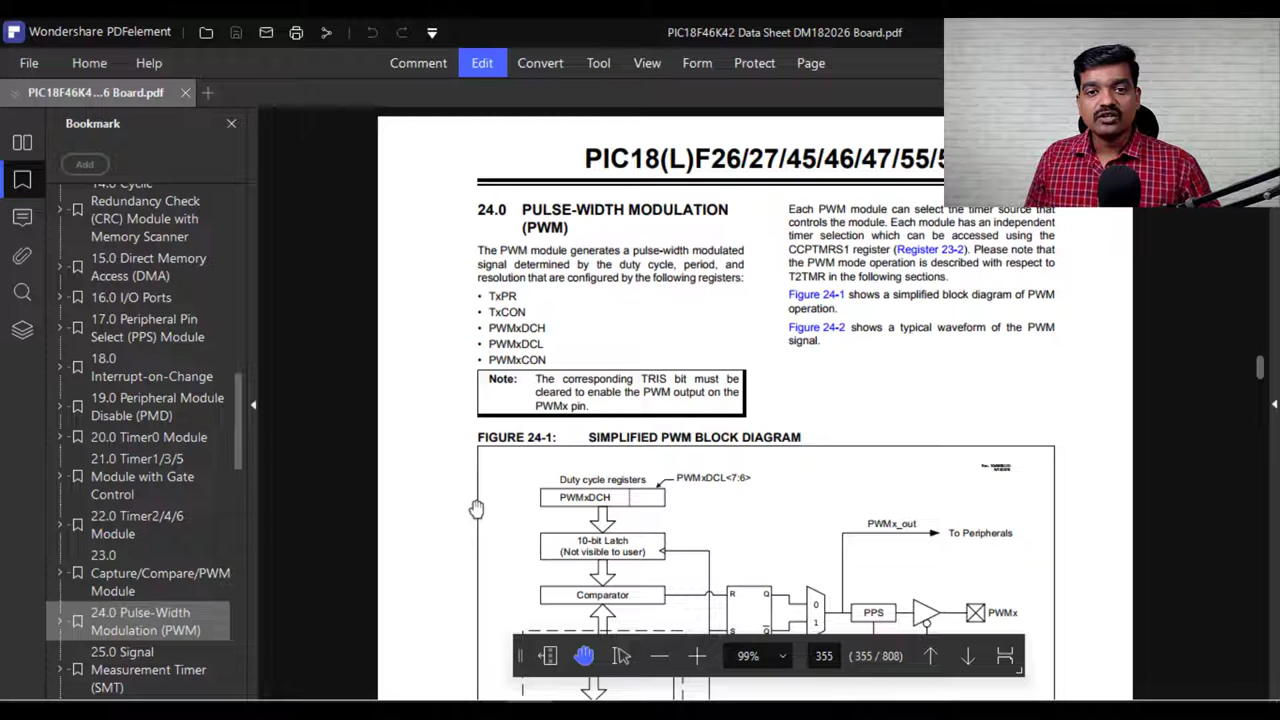 Wondershare PDFelement
PIC18F46K42 Data Sheet DM182026 Board.pdf
File
Home
Help
Comment
Edit
Convert
Tool
View
Form
Protect
Page
PIC18F46K4...6 Board.pdf
Bookmark
Add
14.0 Cyclic
Redundancy Check
(CRC) Module with
Memory Scanner
15.0 Direct Memory
Access (DMA)
16.0 I/O Ports
17.0 Peripheral Pin
Select (PPS) Module
18.0
Interrupt-on-Change
19.0 Peripheral Module
Disable (PMD)
20.0 Timer0 Module
21.0 Timer1/3/5
Module with Gate
Control
22.0 Timer2/4/6
Module
23.0
Capture/Compare/PWM
Module
24.0 Pulse-Width
Modulation (PWM)
25.0 Signal
Measurement Timer
(SMT)
PIC18(L)F26/27/45/46/47/55/5
24.0 PULSE-WIDTH MODULATION
(PWM)
The PWM module generates a pulse-width modulated
signal determined by the duty cycle, period, and
resolution that are configured by the following registers:
• TxPR
• TxCON
• PWMxDCH
• PWMxDCL
• PWMxCON
Note: The corresponding TRIS bit must be
cleared to enable the PWM output on the
PWMx pin.
Each PWM module can select the timer source that
controls the module. Each module has an independent
timer selection which can be accessed using the
CCPTMRS1 register (Register 23-2). Please note that
the PWM mode operation is described with respect to
T2TMR in the following sections.
Figure 24-1 shows a simplified block diagram of PWM
operation.
Figure 24-2 shows a typical waveform of the PWM
signal.
FIGURE 24-1: SIMPLIFIED PWM BLOCK DIAGRAM
Duty cycle registers
PWMxDCL<7:6>
PWMxDCH
10-bit Latch
(Not visible to user)
Comparator
R
Q
S
Q
0
1
PWMx_out
To Peripherals
PPS
PWMx
99%
355
(355 / 808)